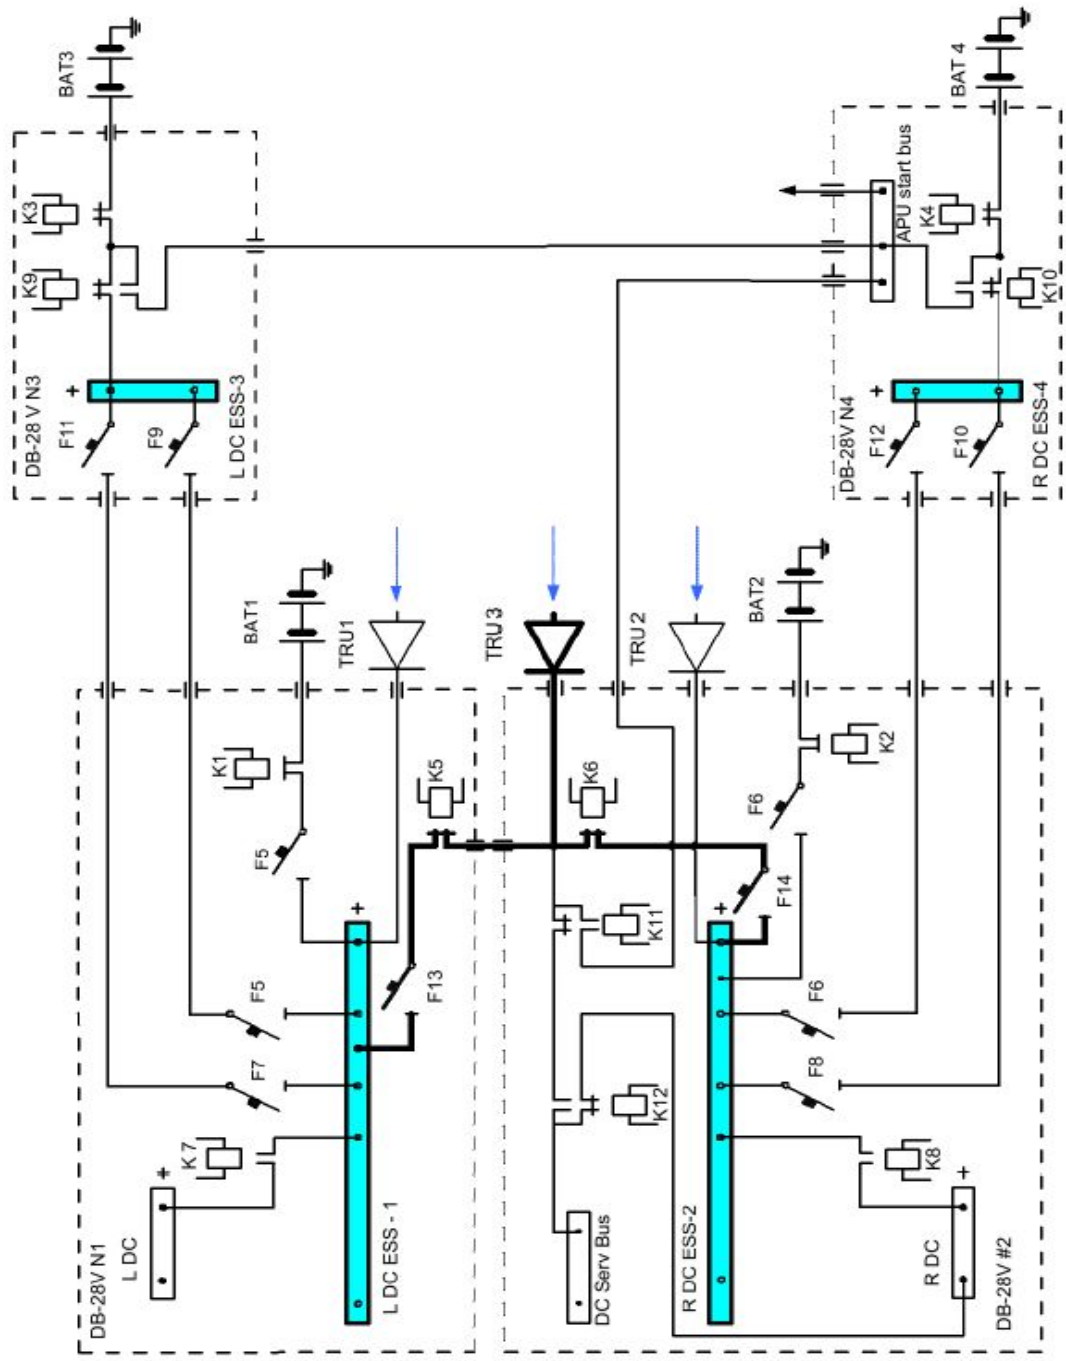 BAT3
BAT 4
K3
K9
DB-28 V N3
+
F11
F9
L DC ESS-3
APU start bus
K4
K10
DB-28V N4
+
F12
F10
R DC ESS-4
BAT1
TRU1
TRU 3
TRU 2
BAT2
K1
F5
K5
K6
F6
K2
+
F13
F5
F7
K 7
+
L DC
DB-28V N1
L DC ESS - 1
K11
+
F14
F6
F8
K12
K8
+
R DC
DC Serv Bus
R DC ESS-2
DB-28V #2